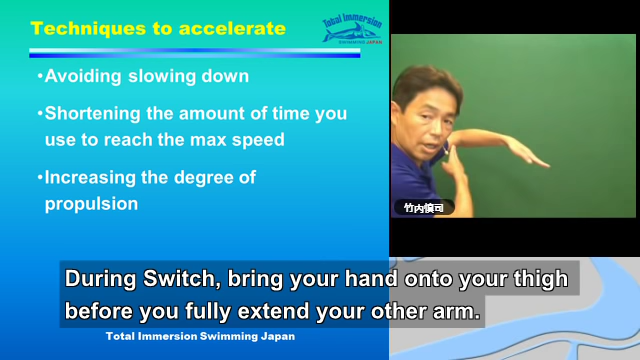 Techniques to accelerate
Total Immersion
SWIMMING JAPAN
•Avoiding slowing down
•Shortening the amount of time you
use to reach the max speed
•Increasing the degree of
propulsion
竹内慎司
During Switch, bring your hand onto your thigh
before you fully extend your other arm.
Total Immersion Swimming Japan